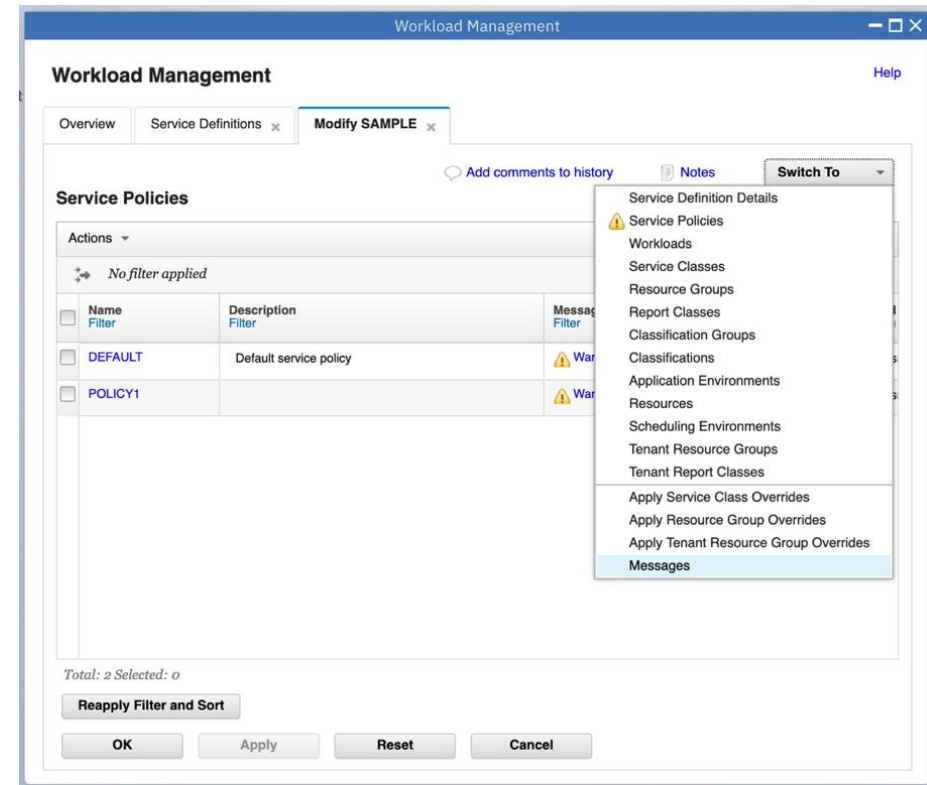 Workload Management
Workload Management
Help
Overview
Service Definitions
Modify SAMPLE
Add comments to history
Notes
Switch To
Service Policies
Actions
No filter applied
Name
Filter
Description
Filter
Filter
DEFAULT
Default service policy
POLICY1
Service Definition Details
Service Policies
Workloads
Service Classes
Resource Groups
Report Classes
Classification Groups
Classifications
Application Environments
Resources
Scheduling Environments
Tenant Resource Groups
Tenant Report Classes
Apply Service Class Overrides
Apply Resource Group Overrides
Apply Tenant Resource Group Overrides
Messages
Total: 2 Selected: 0
Reapply Filter and Sort
OK
Apply
Reset
Cancel